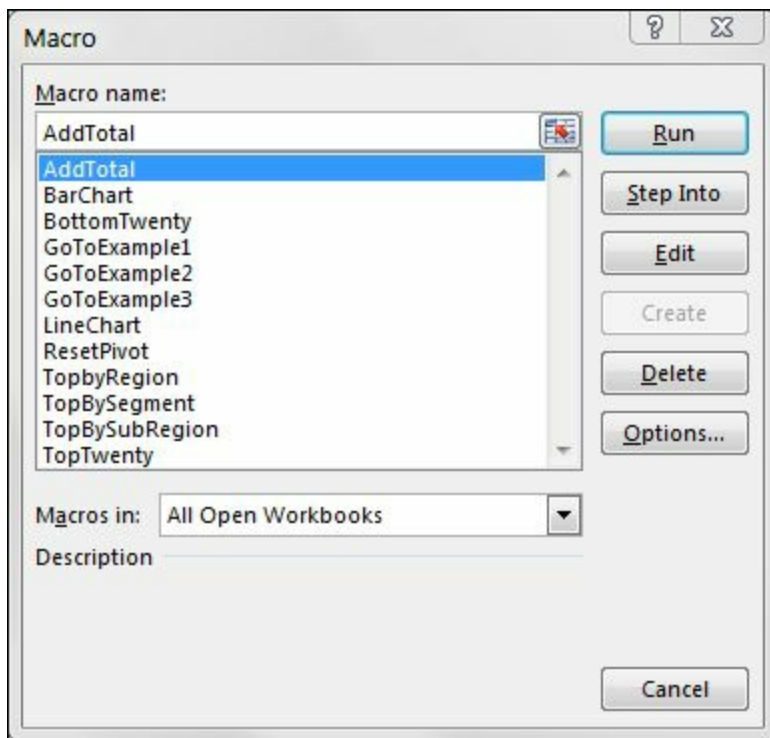 Macro
Macro name:
AddTotal
Run
AddTotal
BarChart
BottomTwenty
GoToExample1
GoToExample2
GoToExample3
LineChart
ResetPivot
TopbyRegion
TopBySegment
TopBySubRegion
TopTwenty
Step Into
Edit
Create
Delete
Options...
Macros in: All Open Workbooks
Description
Cancel